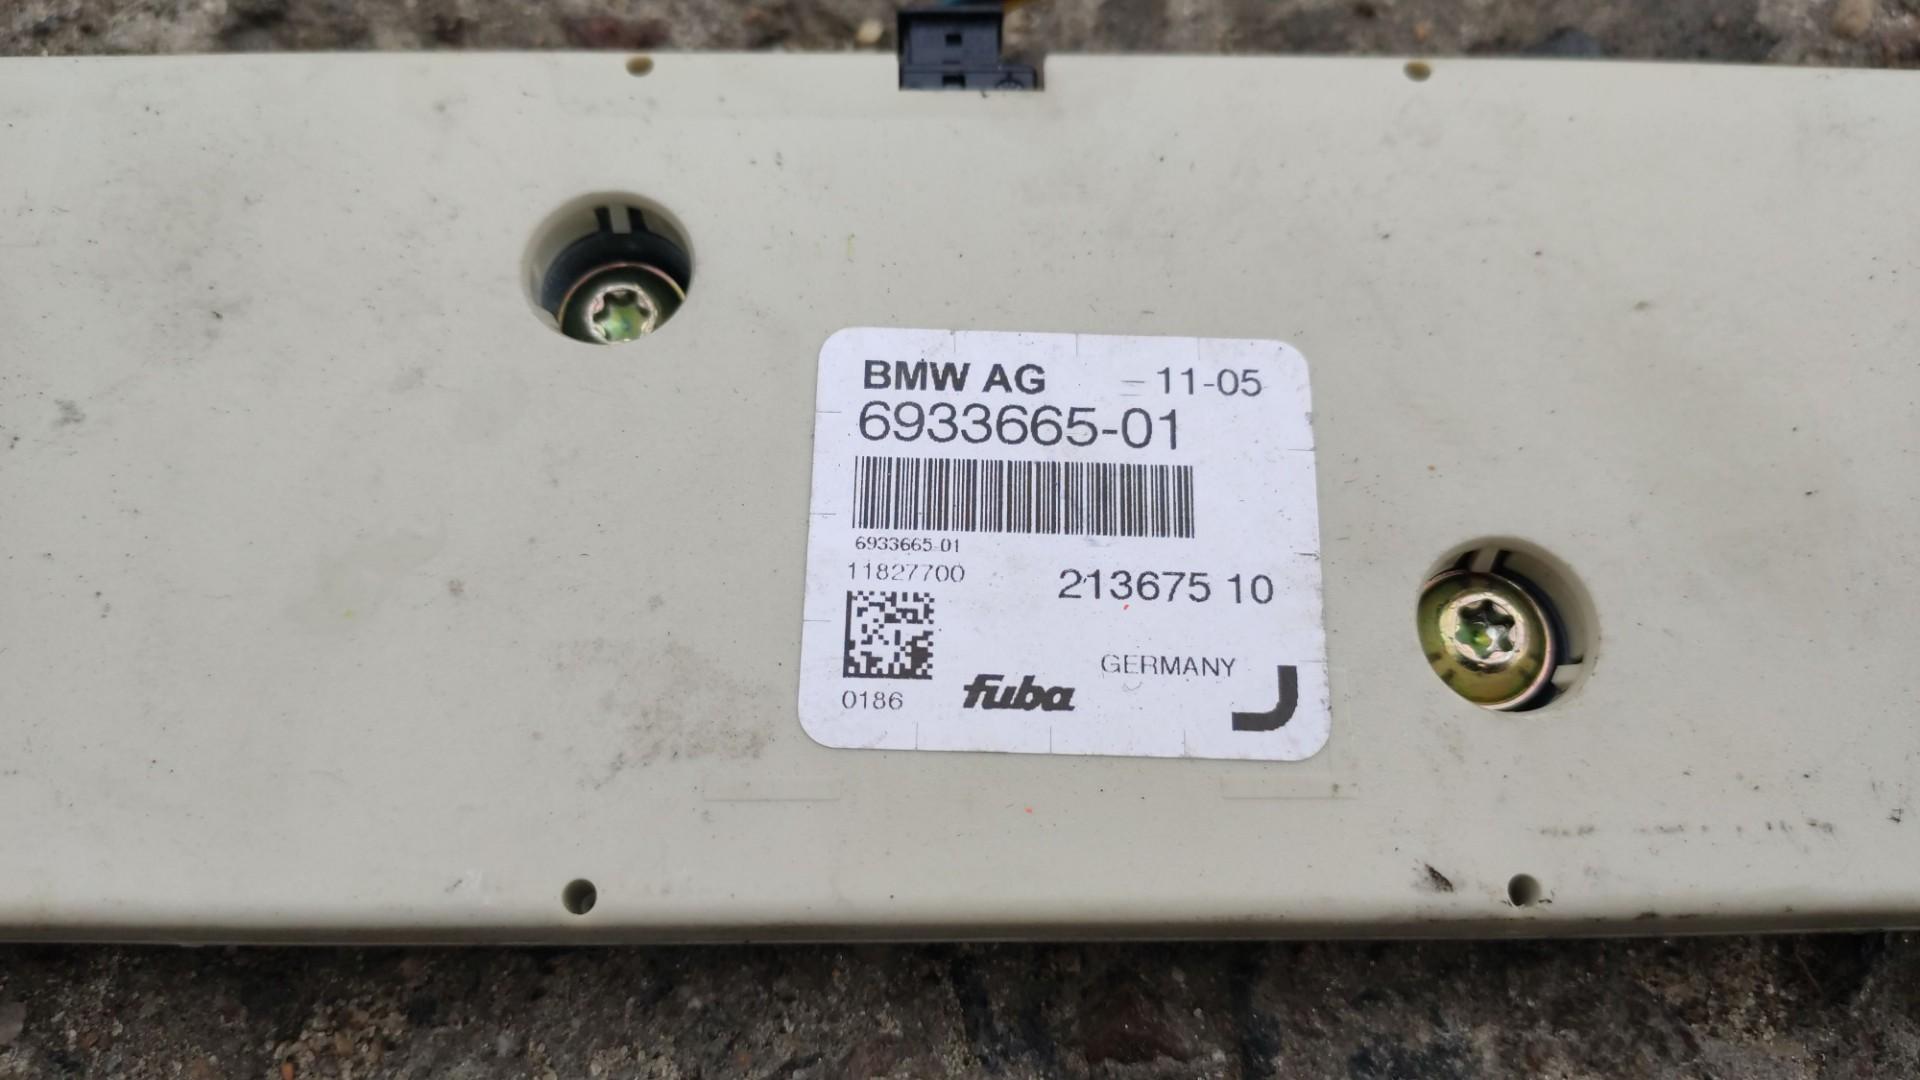 BMW AG = 11-05
6933665-01
6933665-01
11827700
213675 10
GERMANY
0186
fuba
J